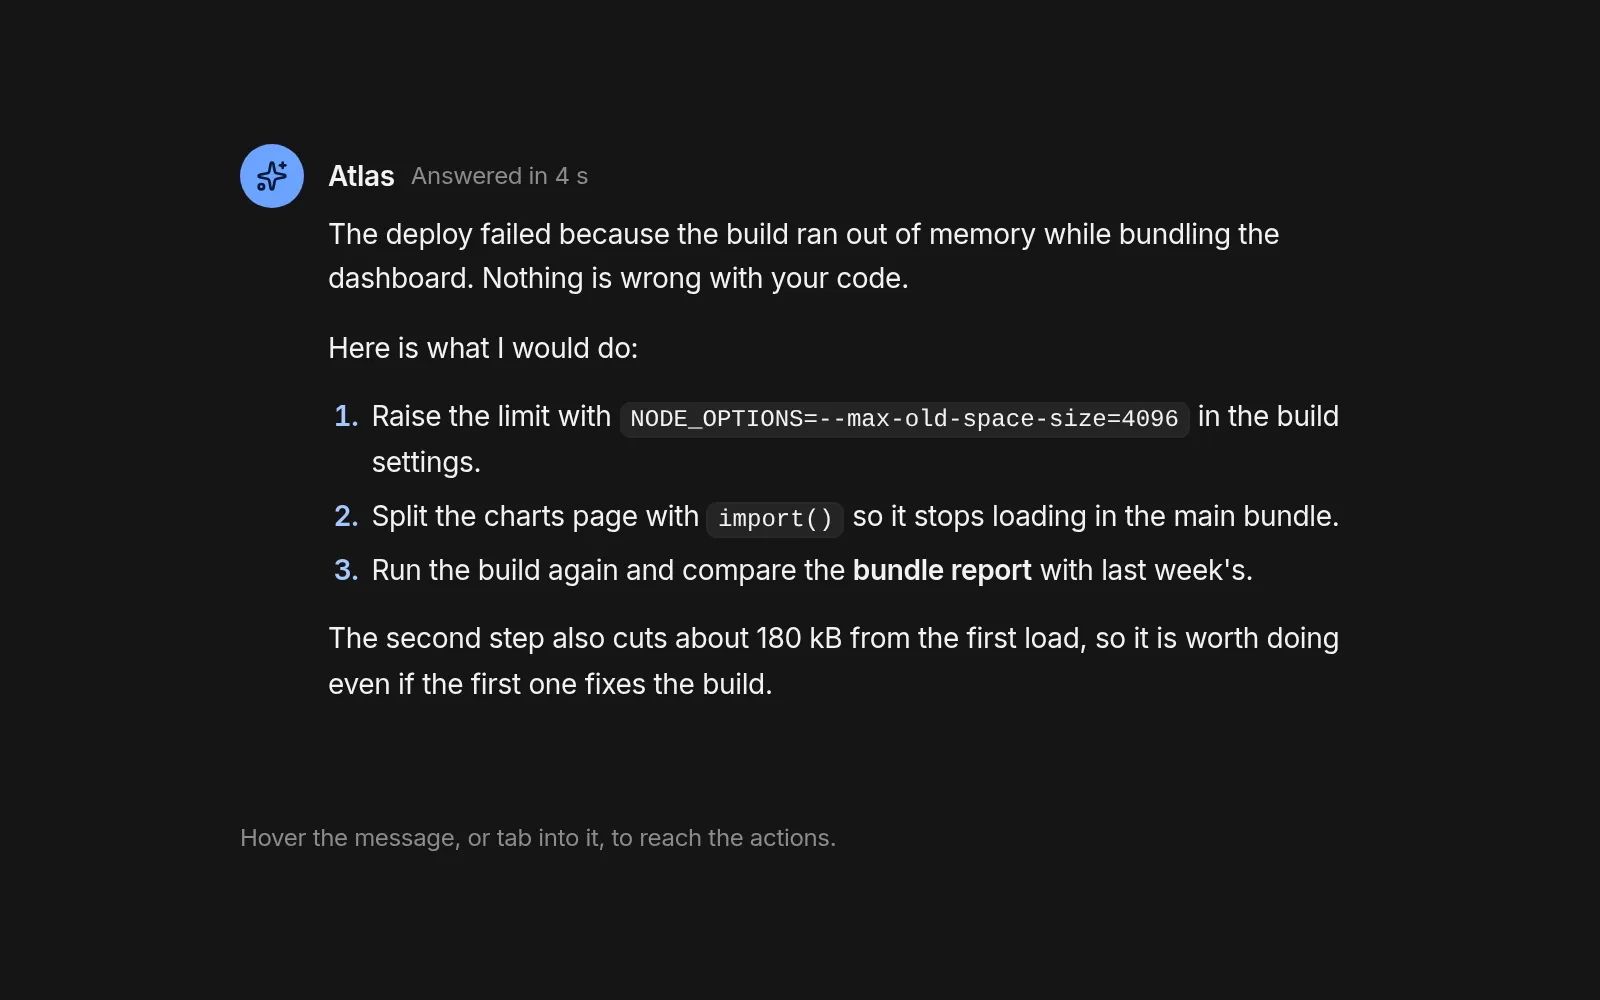 Atlas Answered in 4 s
The deploy failed because the build ran out of memory while bundling the
dashboard. Nothing is wrong with your code.
Here is what I would do:
1. Raise the limit with NODE_OPTIONS=--max-old-space-size=4096 in the build
settings.
2. Split the charts page with import() so it stops loading in the main bundle.
3. Run the build again and compare the bundle report with last week's.
The second step also cuts about 180 kB from the first load, so it is worth doing
even if the first one fixes the build.
Hover the message, or tab into it, to reach the actions.